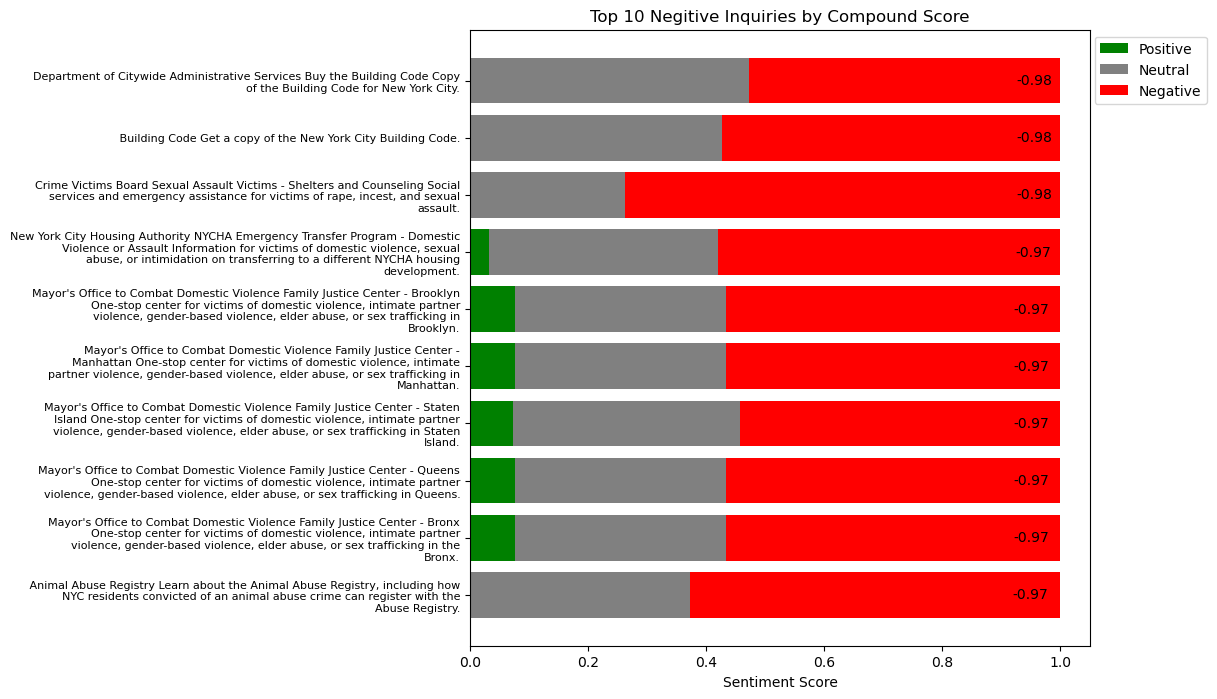 Top 10 Negitive Inquiries by Compound Score
Positive
Neutral
Negative
Department of Citywide Administrative Services Buy the Building Code Copy
of the Building Code for New York City.
-0.98
Building Code Get a copy of the New York City Building Code.
-0.98
Crime Victims Board Sexual Assault Victims - Shelters and Counseling Social
services and emergency assistance for victims of rape, incest, and sexual
assault.
-0.98
New York City Housing Authority NYCHA Emergency Transfer Program - Domestic
Violence or Assault Information for victims of domestic violence, sexual
abuse, or intimidation on transferring to a different NYCHA housing
development.
-0.97
Mayor's Office to Combat Domestic Violence Family Justice Center - Brooklyn
One-stop center for victims of domestic violence, intimate partner
violence, gender-based violence, elder abuse, or sex trafficking in
Brooklyn.
-0.97
Mayor's Office to Combat Domestic Violence Family Justice Center -
Manhattan One-stop center for victims of domestic violence, intimate
partner violence, gender-based violence, elder abuse, or sex trafficking in
Manhattan.
-0.97
Mayor's Office to Combat Domestic Violence Family Justice Center - Staten
Island One-stop center for victims of domestic violence, intimate partner
violence, gender-based violence, elder abuse, or sex trafficking in Staten
Island.
-0.97
Mayor's Office to Combat Domestic Violence Family Justice Center - Queens
One-stop center for victims of domestic violence, intimate partner
violence, gender-based violence, elder abuse, or sex trafficking in Queens.
-0.97
Mayor's Office to Combat Domestic Violence Family Justice Center - Bronx
One-stop center for victims of domestic violence, intimate partner
violence, gender-based violence, elder abuse, or sex trafficking in the
Bronx.
-0.97
Animal Abuse Registry Learn about the Animal Abuse Registry, including how
NYC residents convicted of an animal abuse crime can register with the
Abuse Registry.
-0.97
0.0 0.2 0.4 0.6 0.8 1.0
Sentiment Score